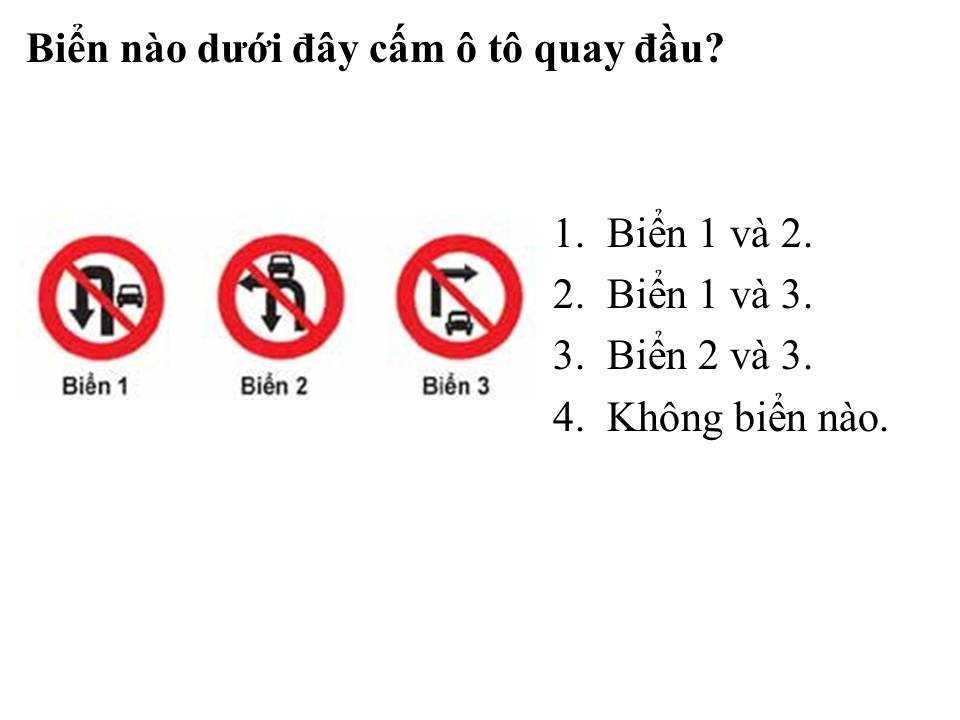 Biển nào dưới đây cấm ô tô quay đầu?
1. Biển 1 và 2.
2. Biển 1 và 3.
3. Biển 2 và 3.
4. Không biển nào.
Biển 1
Biển 2
Biển 3